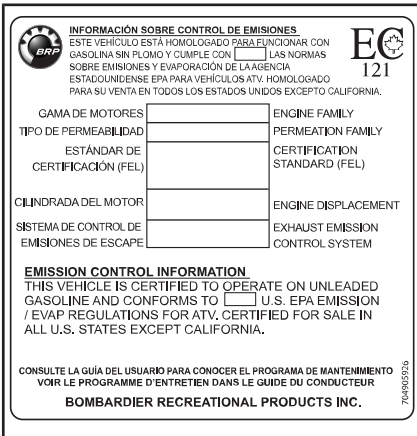 INFORMACIÓN SOBRE CONTROL DE EMISIONES
ESTE VEHÍCULO ESTÁ HOMOLOGADO PARA FUNCIONAR CON
GASOLINA SIN PLOMO Y CUMPLE CON LAS NORMAS
SOBRE EMISIONES Y EVAPORACIÓN DE LA AGENCIA
ESTADOUNIDENSE EPA PARA VEHÍCULOS ATV. HOMOLOGADO
PARA SU VENTA EN TODOS LOS ESTADOS UNIDOS EXCEPTO CALIFORNIA.
BRP
EC
121
GAMA DE MOTORES ENGINE FAMILY
TIPO DE PERMEABILIDAD PERMEATION FAMILY
ESTÁNDAR DE CERTIFICATION
CERTIFICACIÓN (FEL) STANDARD (FEL)
CILINDRADA DEL MOTOR ENGINE DISPLACEMENT
SISTEMA DE CONTROL DE EXHAUST EMISSION
EMISIONES DE ESCAPE CONTROL SYSTEM
EMISSION CONTROL INFORMATION
THIS VEHICLE IS CERTIFIED TO OPERATE ON UNLEADED
GASOLINE AND CONFORMS TO U.S. EPA EMISSION
/ EVAP REGULATIONS FOR ATV. CERTIFIED FOR SALE IN
ALL U.S. STATES EXCEPT CALIFORNIA.
CONSULTE LA GUÍA DEL USUARIO PARA CONOCER EL PROGRAMA DE MANTENIMIENTO
VOIR LE PROGRAMME D'ENTRETIEN DANS LE GUIDE DU CONDUCTEUR
BOMBARDIER RECREATIONAL PRODUCTS INC.
704905926